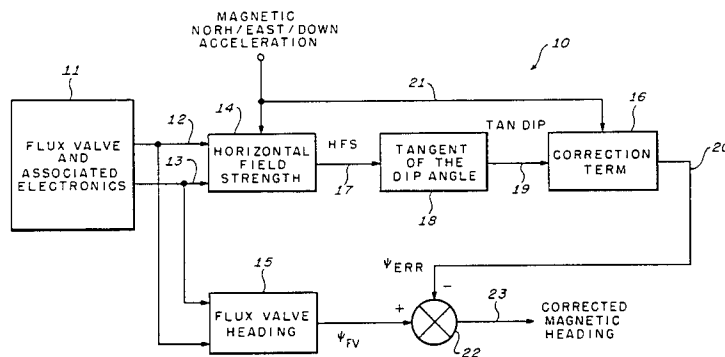 MAGNETIC
NORH/EAST/DOWN
ACCELERATION
10
11
12
14
21
16
FLUX VALVE
AND
ASSOCIATED
ELECTRONICS
13
HORIZONTAL
FIELD
STRENGTH
HFS
17
TANGENT
OF THE
DIP ANGLE
18
TAN DIP
19
CORRECTION
TERM
20
15
FLUX VALVE
HEADING
ΨFV
ΨERR
+
-
22
23
CORRECTED
MAGNETIC
HEADING